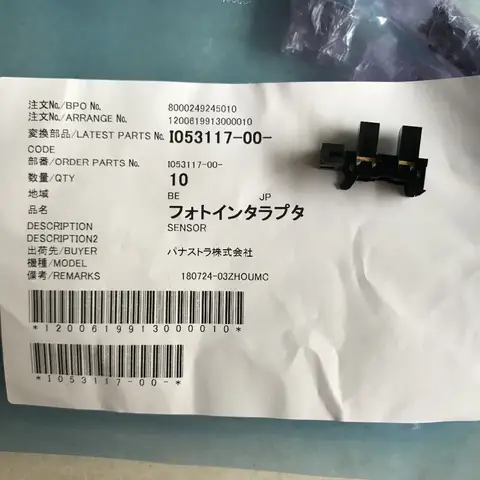 注文No./BPO No. 8000249245010
注文No./ARRANGE No. 1200619913000010
変換部品/LATEST PARTS No. I053117-00-
CODE
部番/ORDER PARTS No. I053117-00-
数量/QTY 10
地域 BE JP
品名 フォトインタラプタ
DESCRIPTION SENSOR
DESCRIPTION2
出荷先/BUYER パナストラ株式会社
機種/MODEL
備考/REMARKS 180724-03ZHOUMC
*1200619913000010*
*I053117-00-*